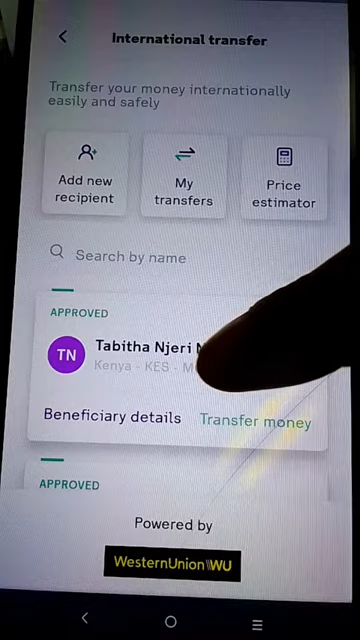 International transfer
Transfer your money internationally
easily and safely
Add new
recipient
My
transfers
Price
estimator
Search by name
APPROVED
TN
Tabitha Njeri
Kenya - KES -
Beneficiary details
Transfer money
APPROVED
Powered by
WesternUnion WU